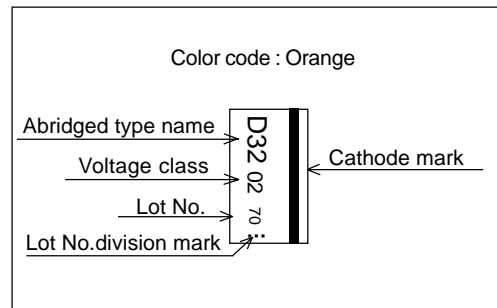 Color code : Orange
Abridged type name
Voltage class
Lot No.
Lot No.division mark
D32 02 70
Cathode mark